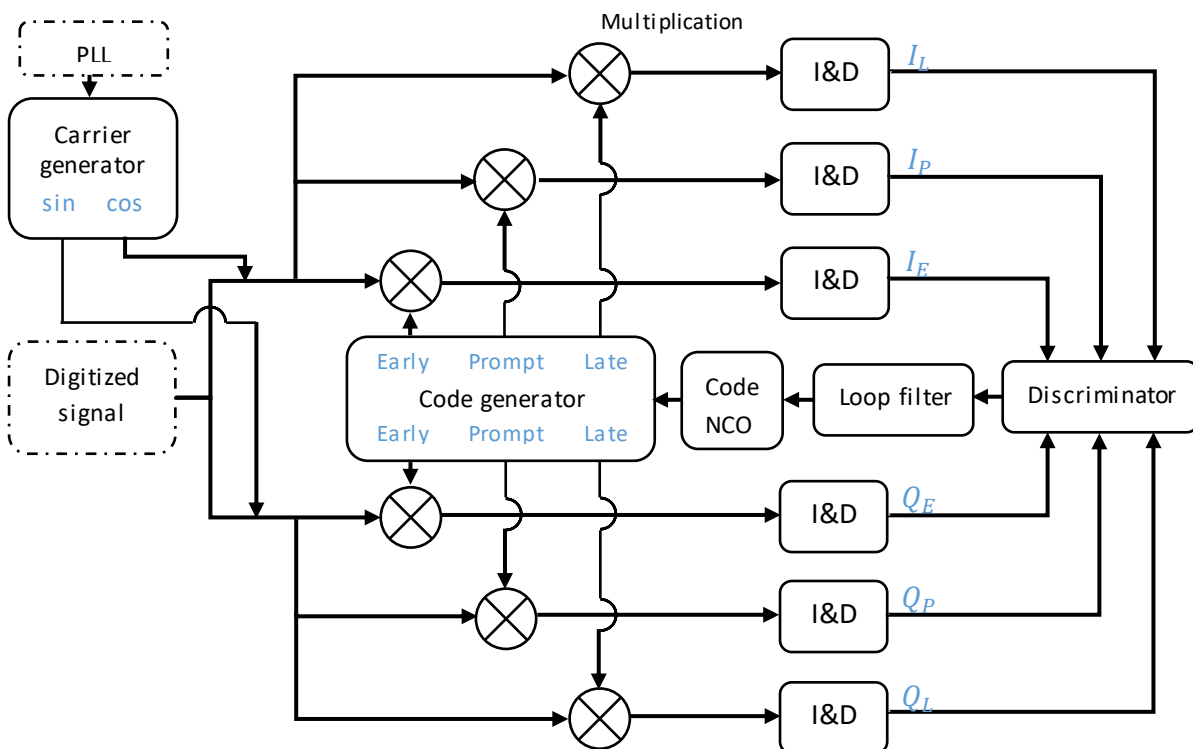 Multiplication
PLL
Carrier
generator
sin cos
I&D
I_L
I&D
I_P
I&D
I_E
Digitized
signal
Early Prompt Late
Code generator
Early Prompt Late
Code
NCO
Loop filter
Discriminator
I&D
Q_E
I&D
Q_P
I&D
Q_L